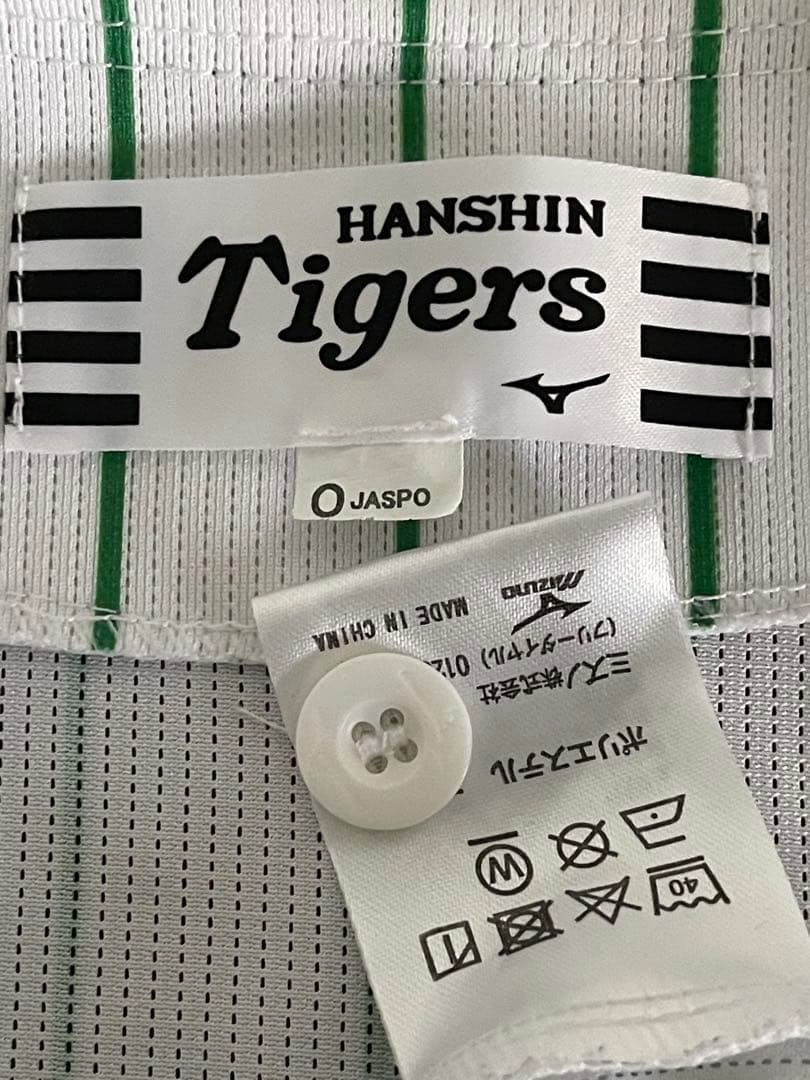 HANSHIN
Tigers
O JASPO
40
W
ポリエステル
ミズノ株式会社
(フリーダイヤル) 012
MIZUNO
MADE IN CHINA